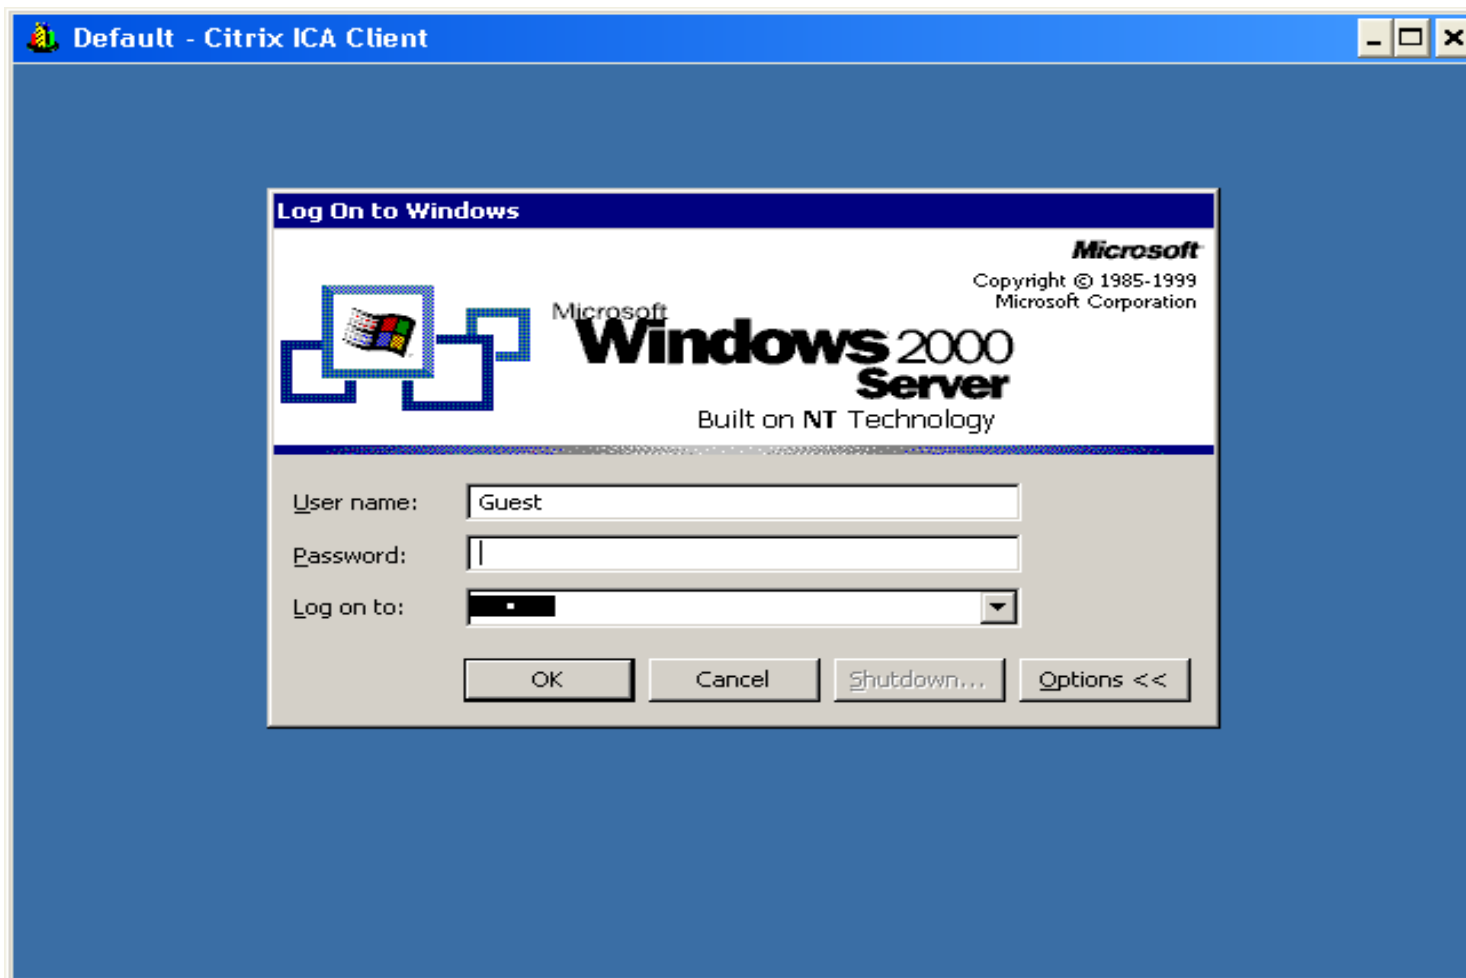 Default - Citrix ICA Client
Log On to Windows
Microsoft
Copyright © 1985-1999
Microsoft Corporation
Microsoft
Windows 2000
Server
Built on NT Technology
User name: Guest
Password:
Log on to:
OK Cancel Shutdown... Options <<